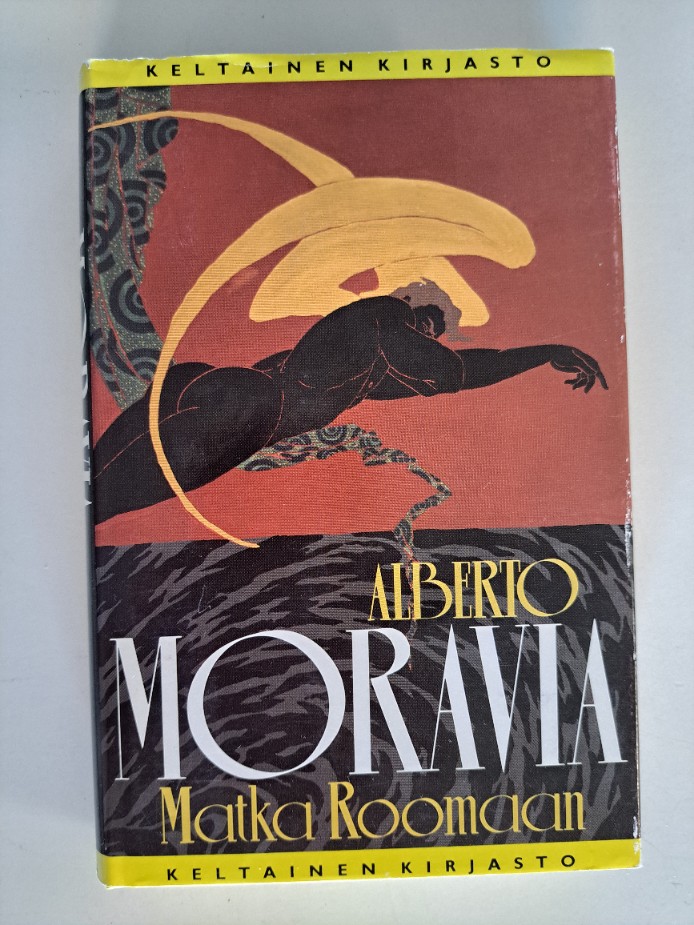 KELTAINEN KIRJASTO
ALBERTO
MORAVIA
Matka Roomaan
KELTAINEN KIRJASTO